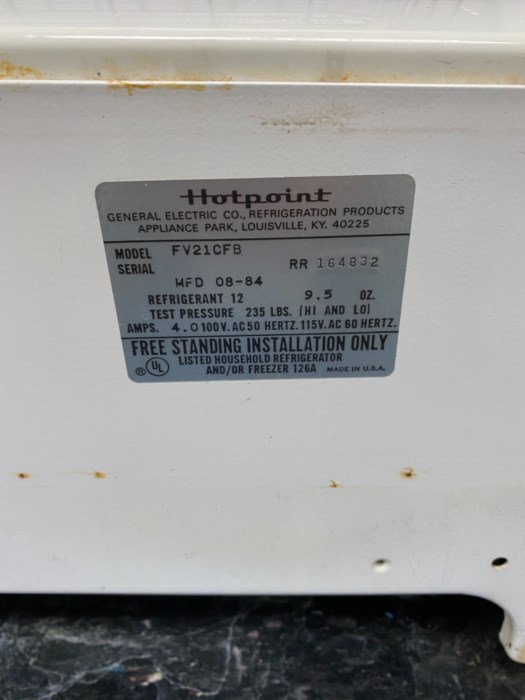 Hotpoint
GENERAL ELECTRIC CO., REFRIGERATION PRODUCTS
APPLIANCE PARK, LOUISVILLE, KY. 40225
MODEL FV21CFB
SERIAL RR 164832
MFD 08-84
REFRIGERANT 12 9.5 OZ.
TEST PRESSURE 235 LBS. (HI AND LO)
AMPS. 4.0 100V. AC 50 HERTZ. 115V. AC 60 HERTZ.
FREE STANDING INSTALLATION ONLY
LISTED HOUSEHOLD REFRIGERATOR
® UL AND/OR FREEZER 126A MADE IN U.S.A.